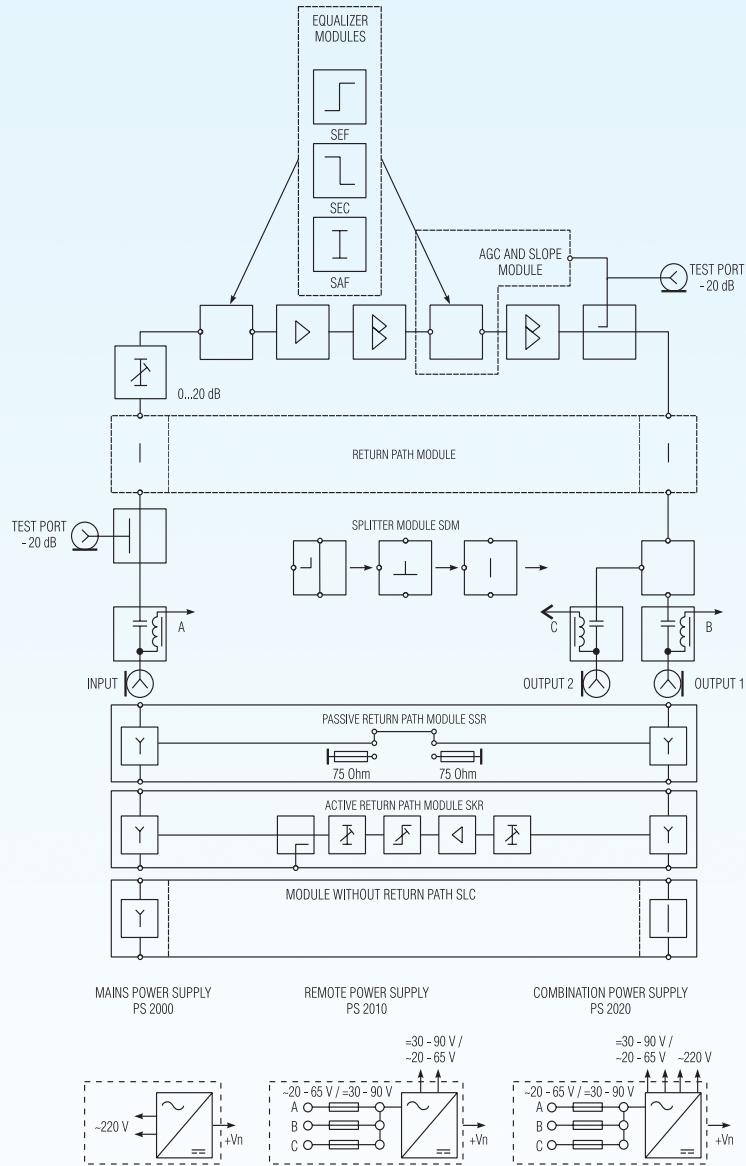 EQUALIZER
MODULES
SEF
SEC
SAF
AGC AND SLOPE
MODULE
TEST PORT
- 20 dB
0...20 dB
RETURN PATH MODULE
TEST PORT
- 20 dB
SPLITTER MODULE SDM
A
C
B
INPUT
OUTPUT 2
OUTPUT 1
PASSIVE RETURN PATH MODULE SSR
75 Ohm
75 Ohm
ACTIVE RETURN PATH MODULE SKR
MODULE WITHOUT RETURN PATH SLC
MAINS POWER SUPPLY
PS 2000
~220 V
+Vn
REMOTE POWER SUPPLY
PS 2010
=30 - 90 V /
~20 - 65 V
~20 - 65 V / =30 - 90 V
A
B
C
+Vn
COMBINATION POWER SUPPLY
PS 2020
=30 - 90 V /
~20 - 65 V ~220 V
~20 - 65 V / =30 - 90 V
A
B
C
+Vn